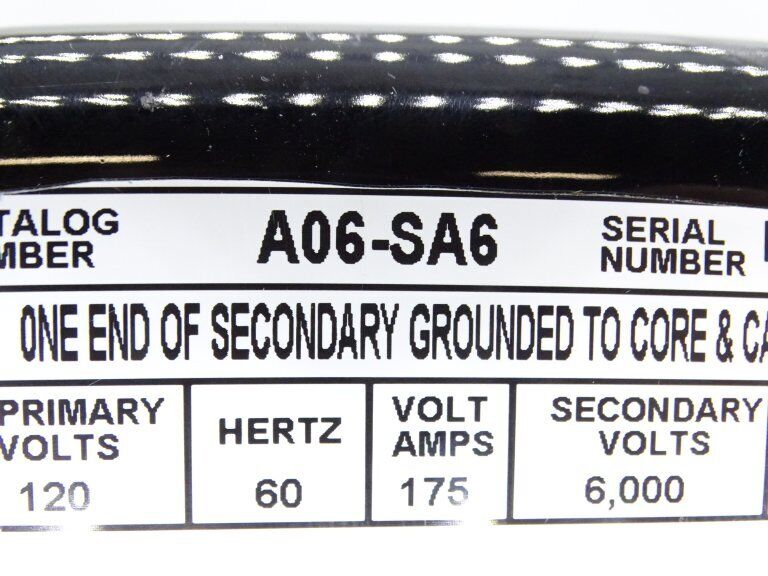 TALOG NUMBER A06-SA6 SERIAL NUMBER
ONE END OF SECONDARY GROUNDED TO CORE & CA
PRIMARY VOLTS HERTZ VOLT AMPS SECONDARY VOLTS
120 60 175 6,000